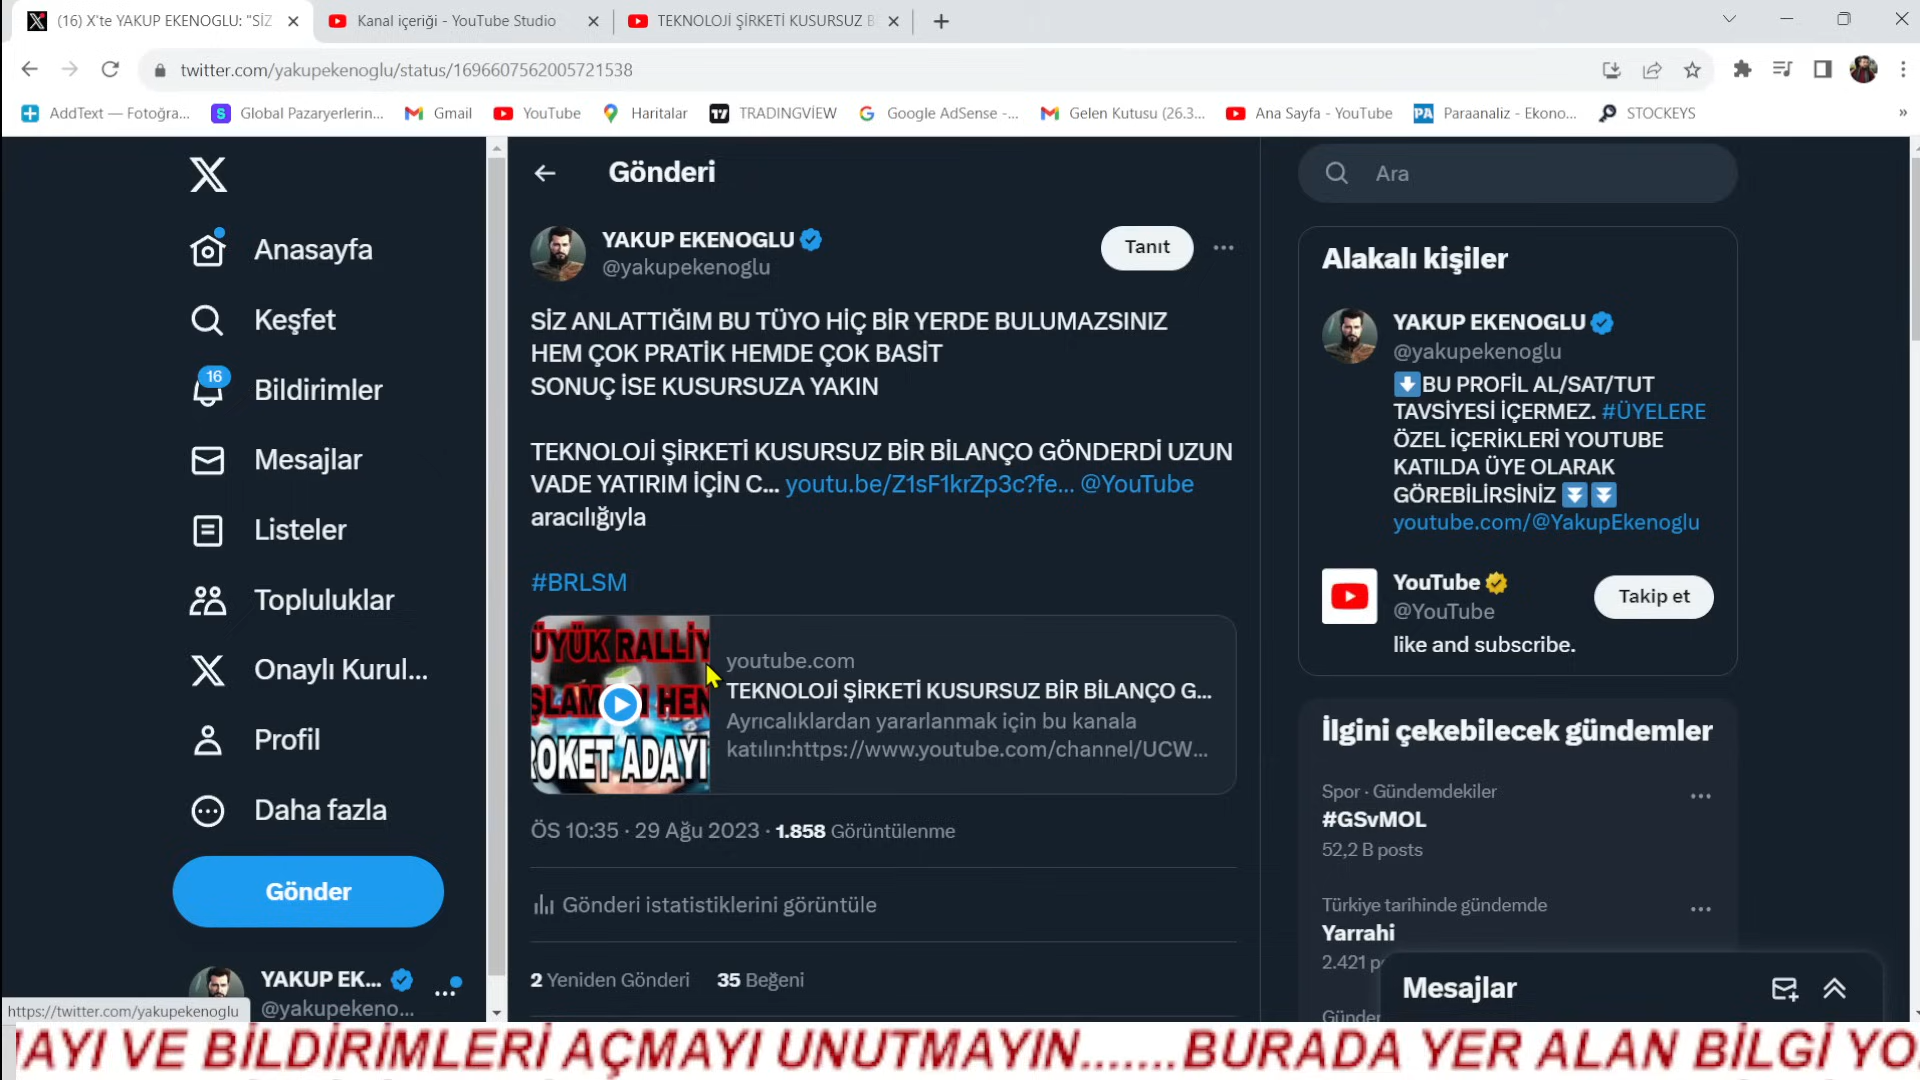 (16) X'te YAKUP EKENOGLU: "SİZ
Kanal içeriği - YouTube Studio
TEKNOLOJİ ŞİRKETİ KUSURSUZ B
twitter.com/yakupekenoglu/status/1696607562005721538
AddText — Fotoğra...
Global Pazaryerlerin...
Gmail
YouTube
Haritalar
TRADINGVİEW
Google AdSense -...
Gelen Kutusu (26.3...
Ana Sayfa - YouTube
Paraanaliz - Ekono...
STOCKEYS
»
Anasayfa
Keşfet
16
Bildirimler
Mesajlar
Listeler
Topluluklar
Onaylı Kurul...
Profil
Daha fazla
Gönder
YAKUP EK...
@yakupekeno...
https://twitter.com/yakupekenoglu
Gönderi
YAKUP EKENOGLU
@yakupekenoglu
Tanıt
SİZ ANLATTIĞIM BU TÜYO HİÇ BİR YERDE BULUMAZSINIZ
HEM ÇOK PRATİK HEMDE ÇOK BASİT
SONUÇ İSE KUSURSUZA YAKIN
TEKNOLOJİ ŞİRKETİ KUSURSUZ BİR BİLANÇO GÖNDERDİ UZUN
VADE YATIRIM İÇİN C... youtu.be/Z1sF1krZp3c?fe... @YouTube
aracılığıyla
#BRLSM
ÜYÜK RALLİY
ŞLAM HEN
ROKET ADAYI
youtube.com
TEKNOLOJİ ŞİRKETİ KUSURSUZ BİR BİLANÇO G...
Ayrıcalıklardan yararlanmak için bu kanala
katılın:https://www.youtube.com/channel/UCW...
ÖS 10:35 · 29 Ağu 2023 · 1.858 Görüntülenme
Gönderi istatistiklerini görüntüle
2 Yeniden Gönderi 35 Beğeni
Ara
Alakalı kişiler
YAKUP EKENOGLU
@yakupekenoglu
BU PROFİL AL/SAT/TUT
TAVSİYESİ İÇERMEZ. #ÜYELERE
ÖZEL İÇERİKLERİ YOUTUBE
KATILDA ÜYE OLARAK
GÖREBİLİRSİNİZ
youtube.com/@YakupEkenoglu
YouTube
@YouTube
Takip et
like and subscribe.
İlgini çekebilecek gündemler
Spor · Gündemdekiler
#GSvMOL
52,2 B posts
Türkiye tarihinde gündemde
Yarrahi
2.421 p
Günde
Mesajlar
AYI VE BİLDİRİMLERİ AÇMAYI UNUTMAYIN.......BURADA YER ALAN BİLGİ YO